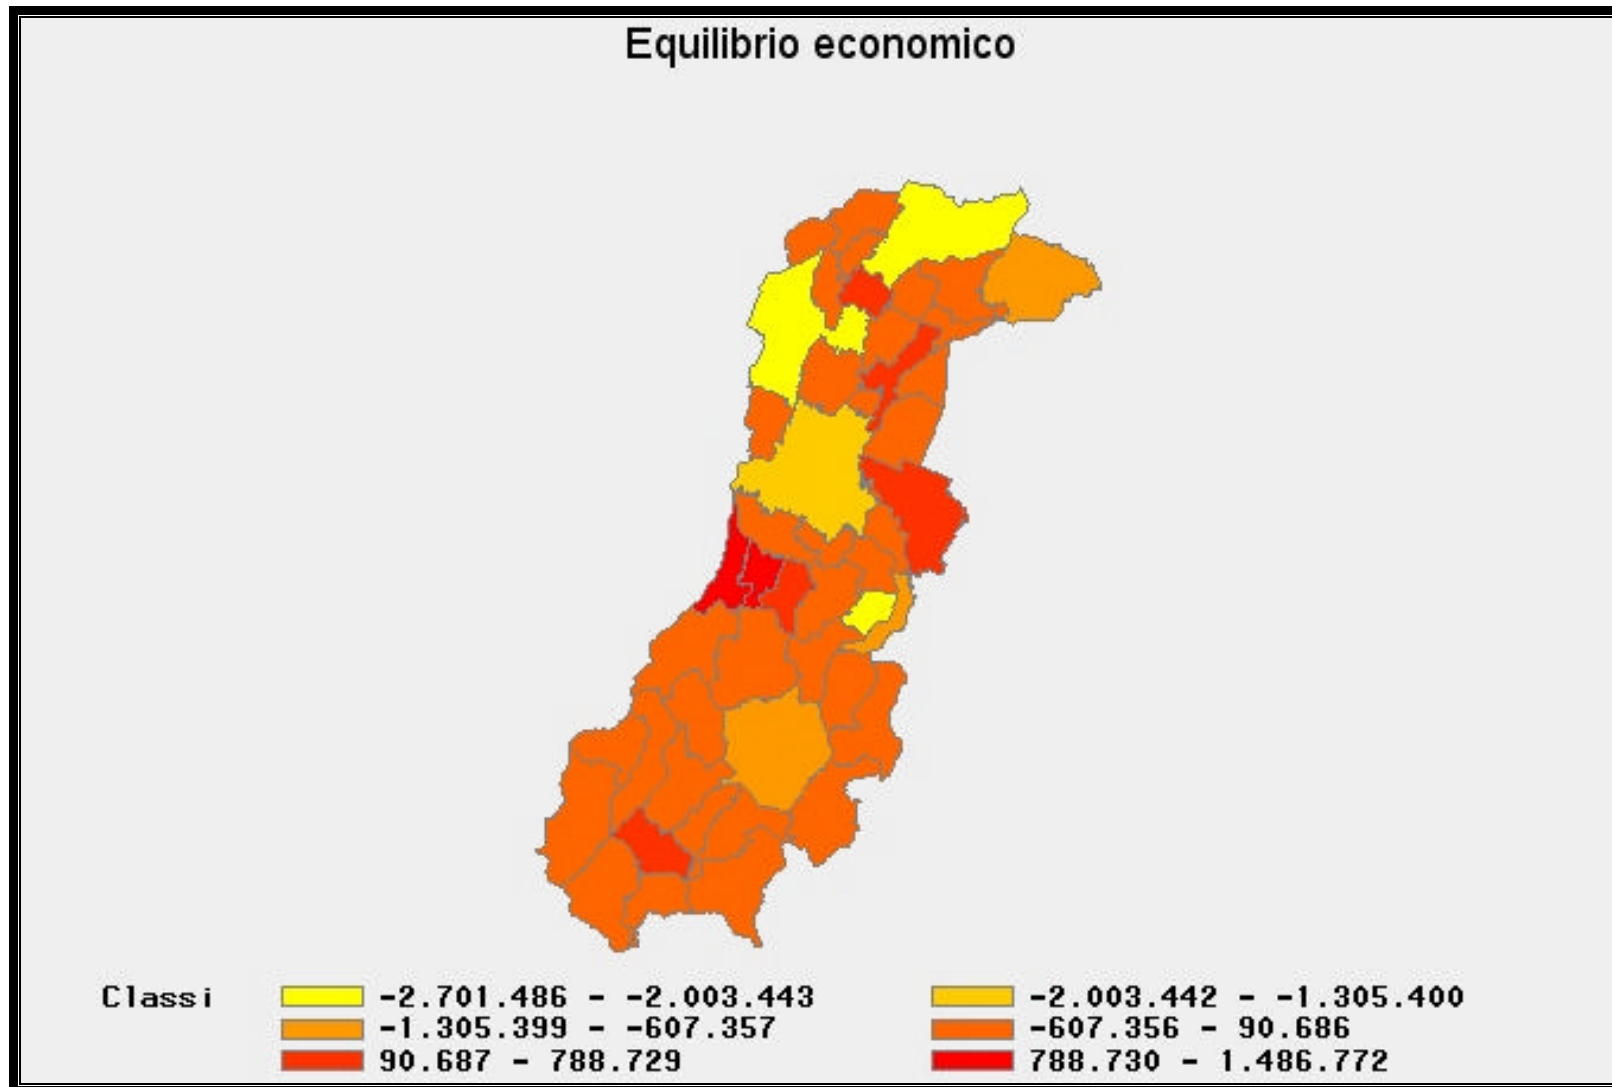 Equilibrio economico
Classi -2.701.486 - -2.003.443 -2.003.442 - -1.305.400
-1.305.399 - -607.357 -607.356 - 90.686
90.687 - 788.729 788.730 - 1.486.772